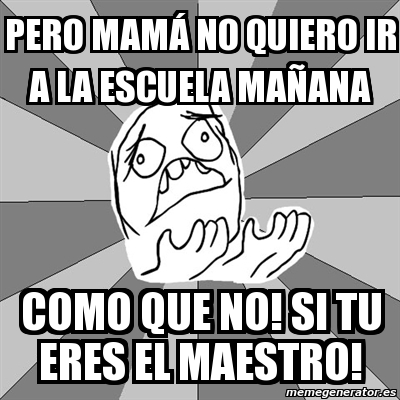 PERO MAMÁ NO QUIERO IR
A LA ESCUELA MAÑANA
COMO QUE NO! SI TU
ERES EL MAESTRO!
memegenerator.es